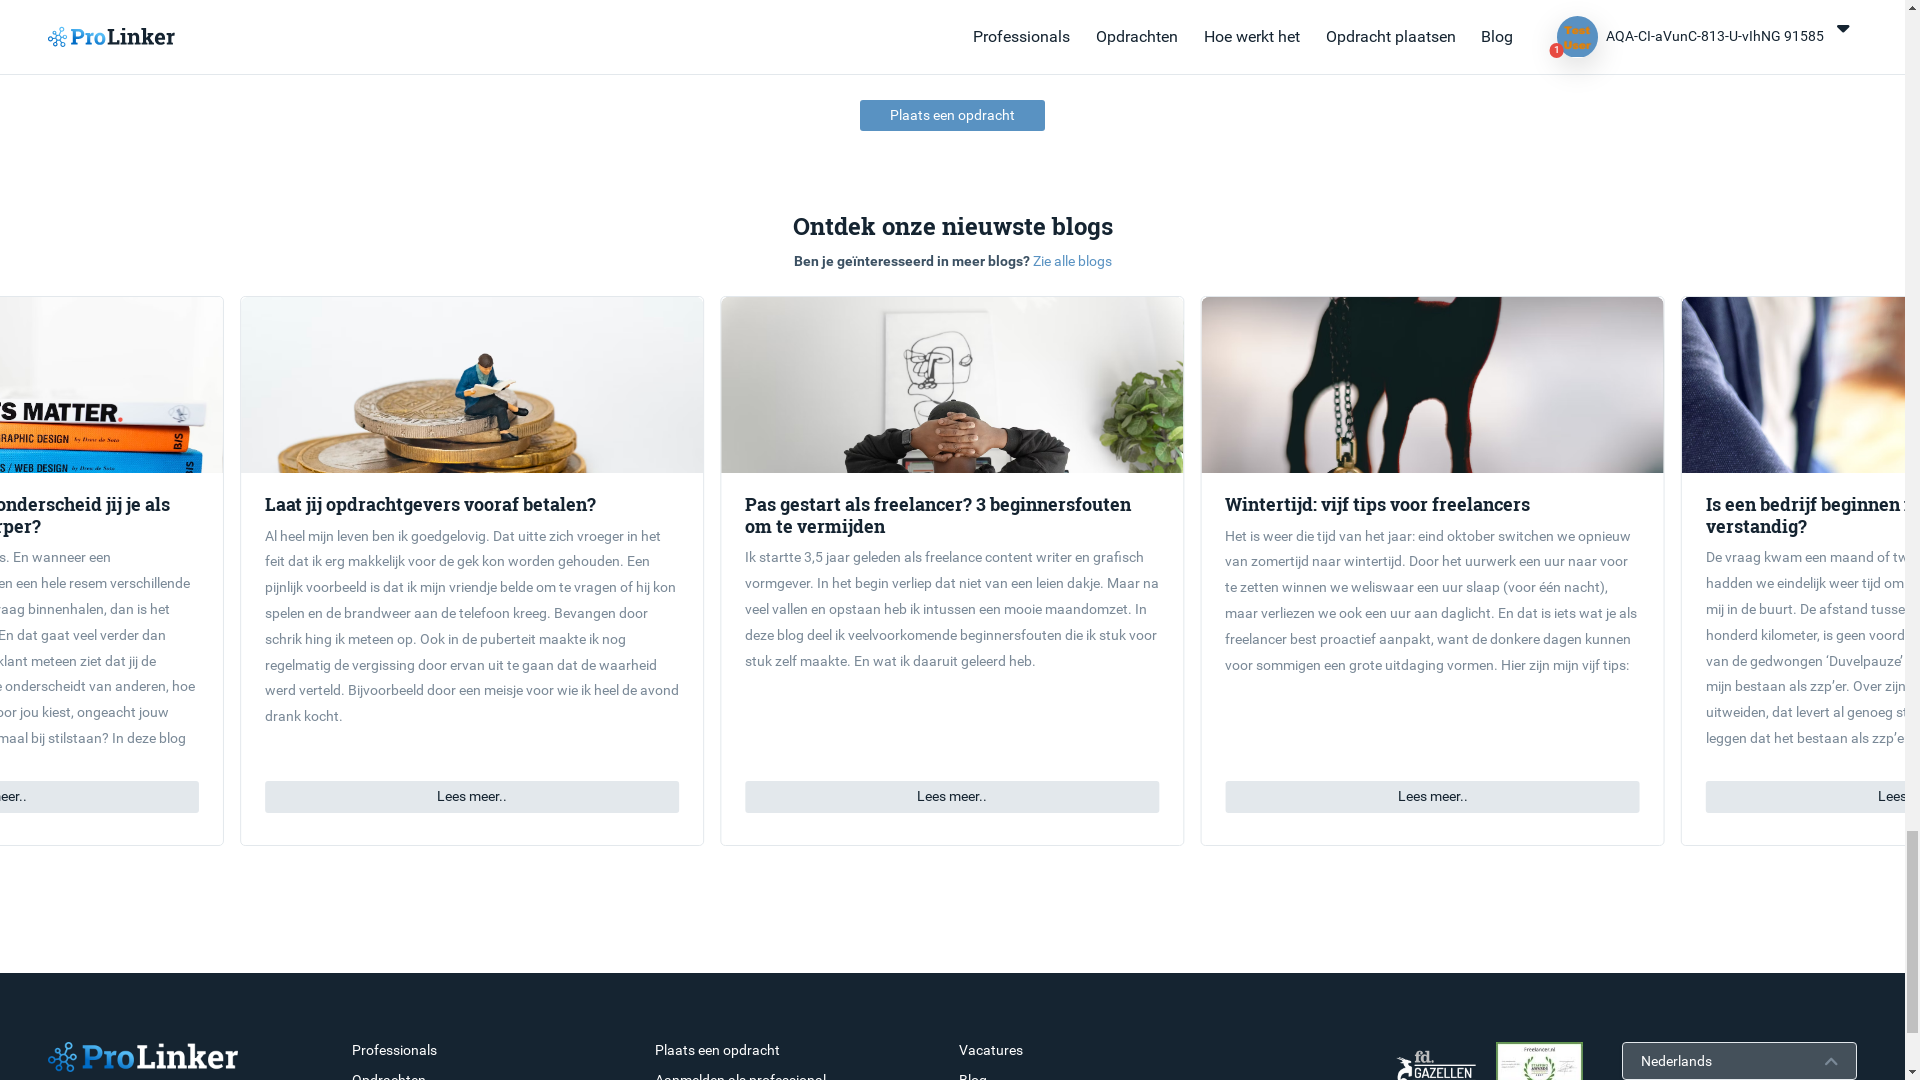 ProLinker
Professionals
Opdrachten
Hoe werkt het
Opdracht plaatsen
Blog
Test
User
1
AQA-CI-aVunC-813-U-vIhNG 91585
Plaats een opdracht
Ontdek onze nieuwste blogs
Ben je geïnteresseerd in meer blogs? Zie alle blogs
S MATTER.
GRAPHIC DESIGN by Drew de Soto
BIS
S / WEB DESIGN by Drew de Soto
BIS
onderscheid jij je als
rper?
s. En wanneer een
en een hele resem verschillende
raag binnenhalen, dan is het
En dat gaat veel verder dan
klant meteen ziet dat jij de
e onderscheidt van anderen, hoe
oor jou kiest, ongeacht jouw
maal bij stilstaan? In deze blog
eer..
Laat jij opdrachtgevers vooraf betalen?
Al heel mijn leven ben ik goedgelovig. Dat uitte zich vroeger in het
feit dat ik erg makkelijk voor de gek kon worden gehouden. Een
pijnlijk voorbeeld is dat ik mijn vriendje belde om te vragen of hij kon
spelen en de brandweer aan de telefoon kreeg. Bevangen door
schrik hing ik meteen op. Ook in de puberteit maakte ik nog
regelmatig de vergissing door ervan uit te gaan dat de waarheid
werd verteld. Bijvoorbeeld door een meisje voor wie ik heel de avond
drank kocht.
Lees meer..
Pas gestart als freelancer? 3 beginnersfouten
om te vermijden
Ik startte 3,5 jaar geleden als freelance content writer en grafisch
vormgever. In het begin verliep dat niet van een leien dakje. Maar na
veel vallen en opstaan heb ik intussen een mooie maandomzet. In
deze blog deel ik veelvoorkomende beginnersfouten die ik stuk voor
stuk zelf maakte. En wat ik daaruit geleerd heb.
Lees meer..
Wintertijd: vijf tips voor freelancers
Het is weer die tijd van het jaar: eind oktober switchen we opnieuw
van zomertijd naar wintertijd. Door het uurwerk een uur naar voor
te zetten winnen we weliswaar een uur slaap (voor één nacht),
maar verliezen we ook een uur aan daglicht. En dat is iets wat je als
freelancer best proactief aanpakt, want de donkere dagen kunnen
voor sommigen een grote uitdaging vormen. Hier zijn mijn vijf tips:
Lees meer..
Is een bedrijf beginnen
verstandig?
De vraag kwam een maand of tw
hadden we eindelijk weer tijd om
mij in de buurt. De afstand tusse
honderd kilometer, is geen voord
van de gedwongen ‘Duvelpauze’
mijn bestaan als zzp’er. Over zijn
uitweiden, dat levert al genoeg st
leggen dat het bestaan als zzp’e
Lees
ProLinker
Professionals
Plaats een opdracht
Vacatures
fd.
GAZELLEN
Freelancer.nl
Nederlands
Opdrachten
Aanmelden als professional
Blog